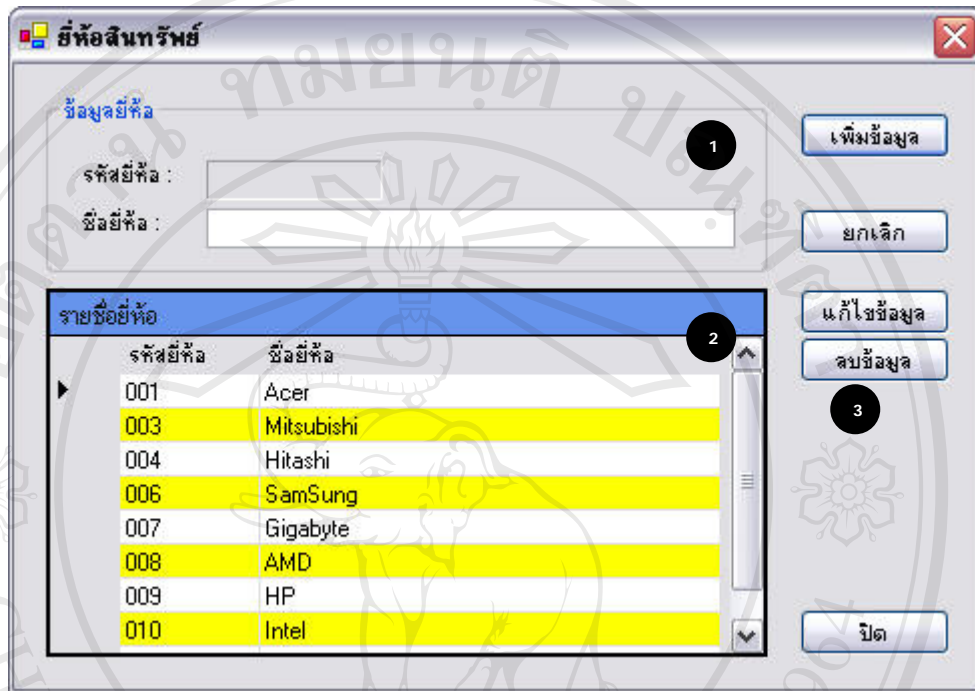 ยี่ห้อสินทรัพย์
ข้อมูลยี่ห้อ
รหัสยี่ห้อ :
ชื่อยี่ห้อ :
1
เพิ่มข้อมูล
ยกเลิก
แก้ไขข้อมูล
ลบข้อมูล
3
รายชื่อยี่ห้อ
2
รหัสยี่ห้อ ชื่อยี่ห้อ
001 Acer
003 Mitsubishi
004 Hitashi
006 SamSung
007 Gigabyte
008 AMD
009 HP
010 Intel
ปิด